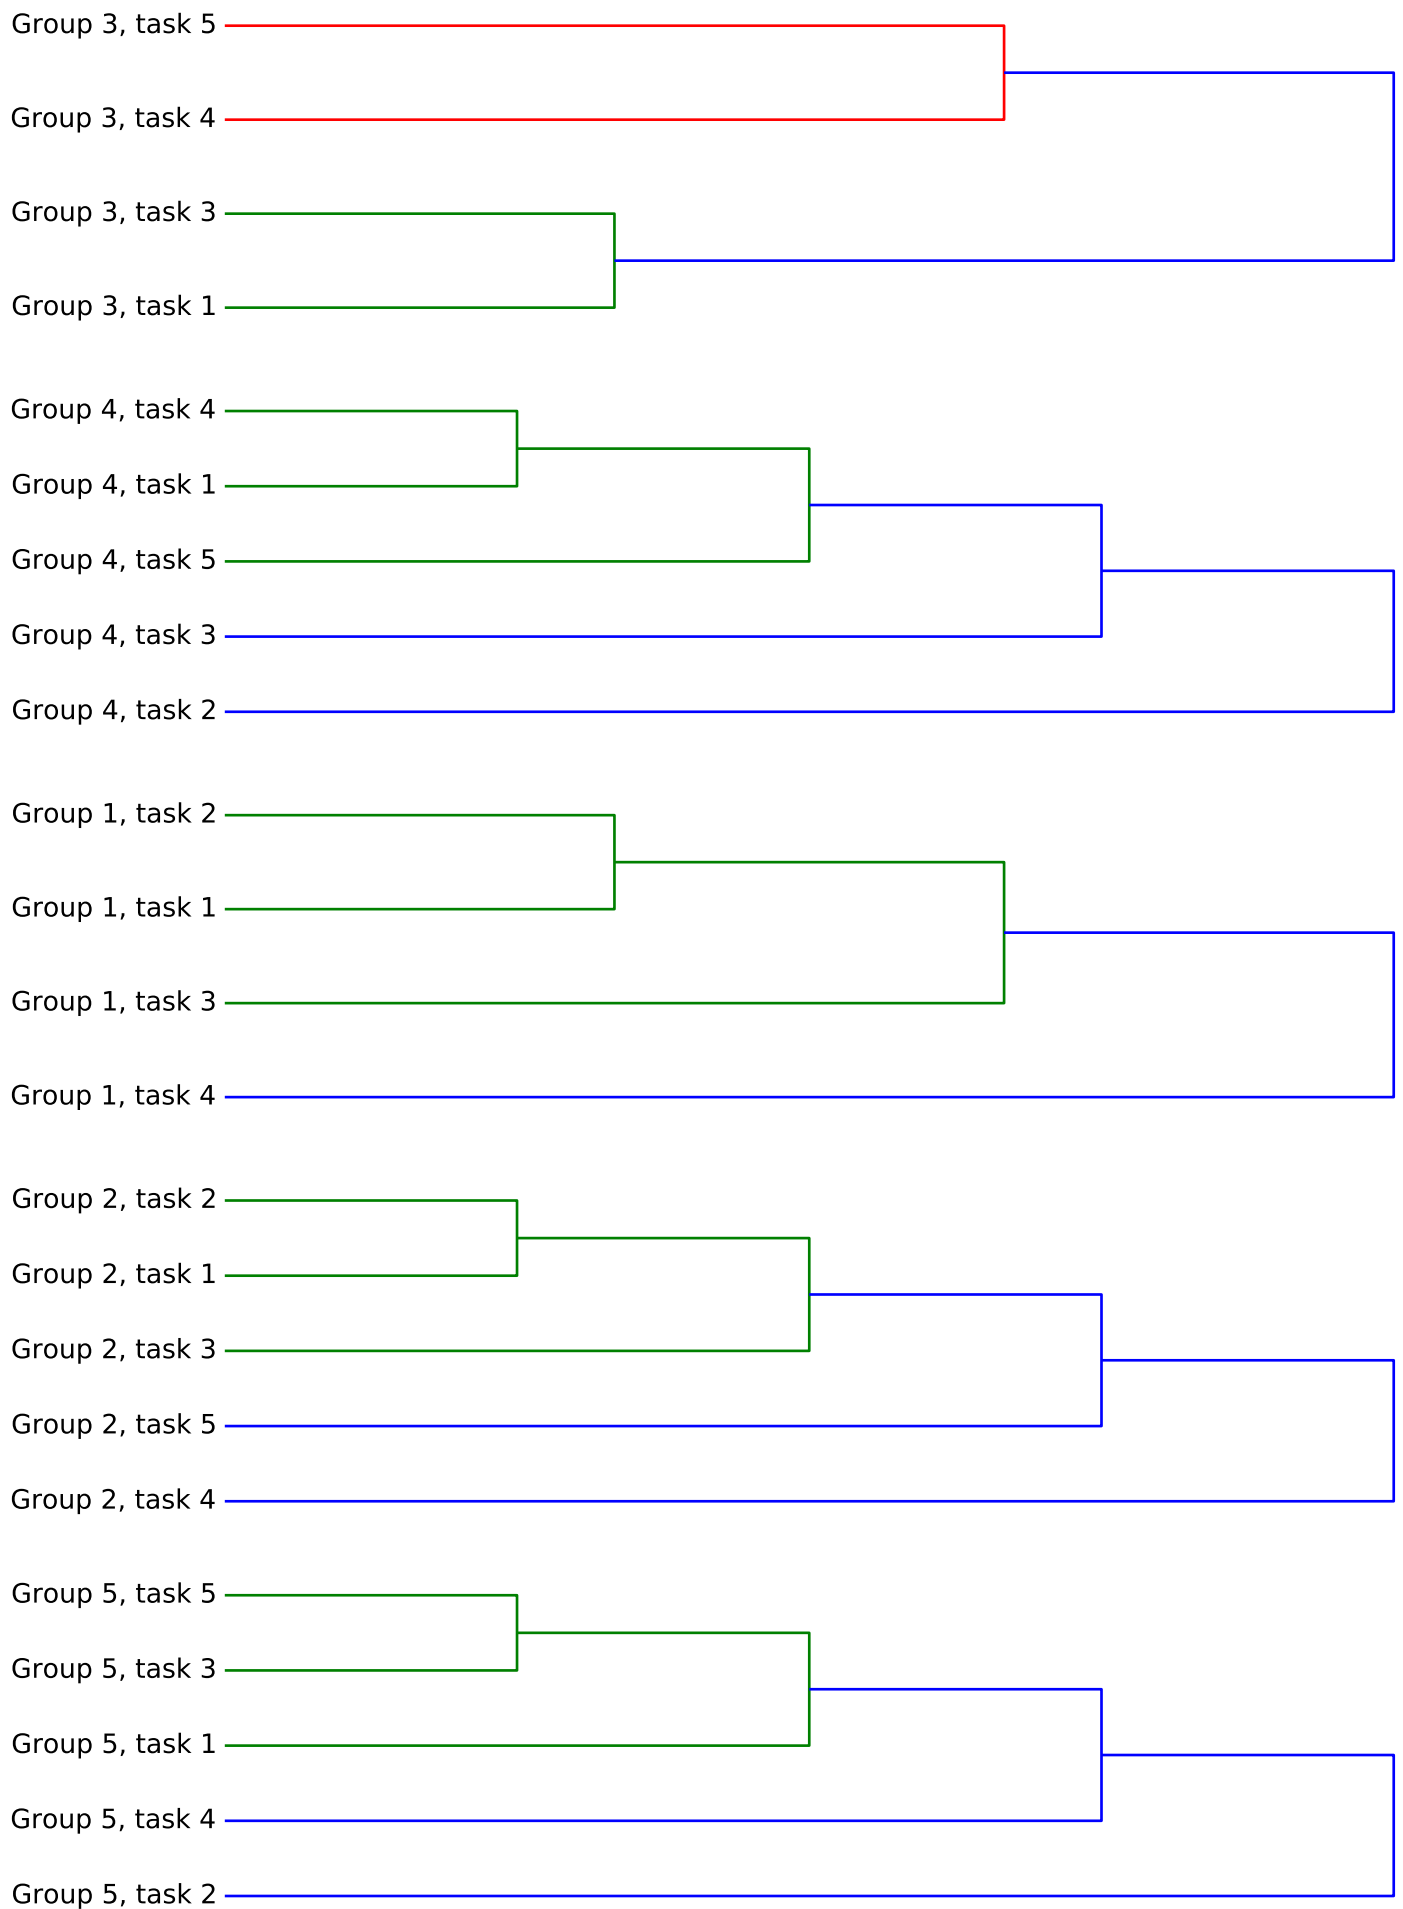 Group 3, task 5
Group 3, task 4
Group 3, task 3
Group 3, task 1
Group 4, task 4
Group 4, task 1
Group 4, task 5
Group 4, task 3
Group 4, task 2
Group 1, task 2
Group 1, task 1
Group 1, task 3
Group 1, task 4
Group 2, task 2
Group 2, task 1
Group 2, task 3
Group 2, task 5
Group 2, task 4
Group 5, task 5
Group 5, task 3
Group 5, task 1
Group 5, task 4
Group 5, task 2